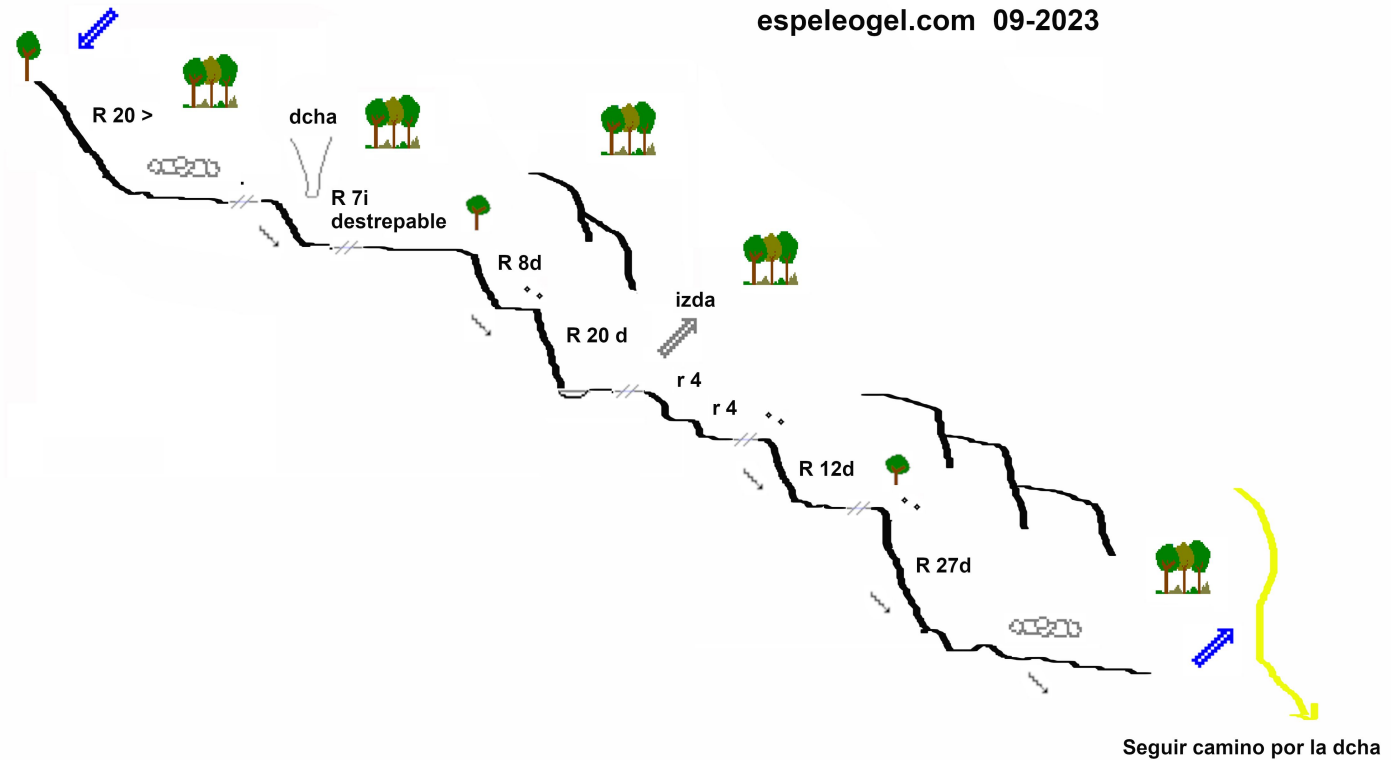 espeleogel.com  09-2023
R 20 >
dcha
R 7i
destrepable
R 8d
izda
R 20 d
r 4
r 4
R 12d
R 27d
Seguir camino por la dcha